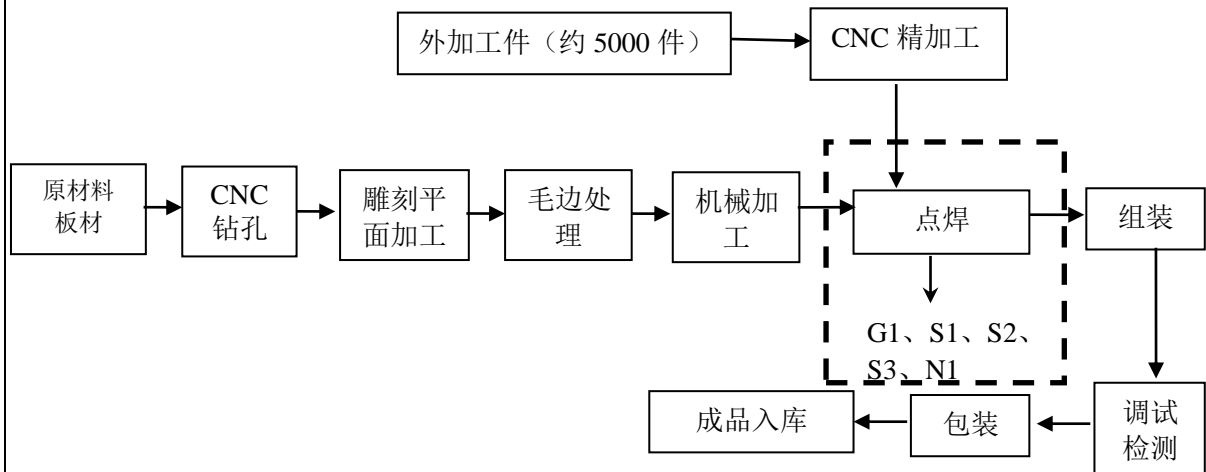 外加工件（约 5000 件）
CNC 精加工
原材料
板材
CNC
钻孔
雕刻平
面加工
毛边处
理
机械加
工
点焊
组装
G1、S1、S2、
S3、N1
成品入库
包装
调试
检测